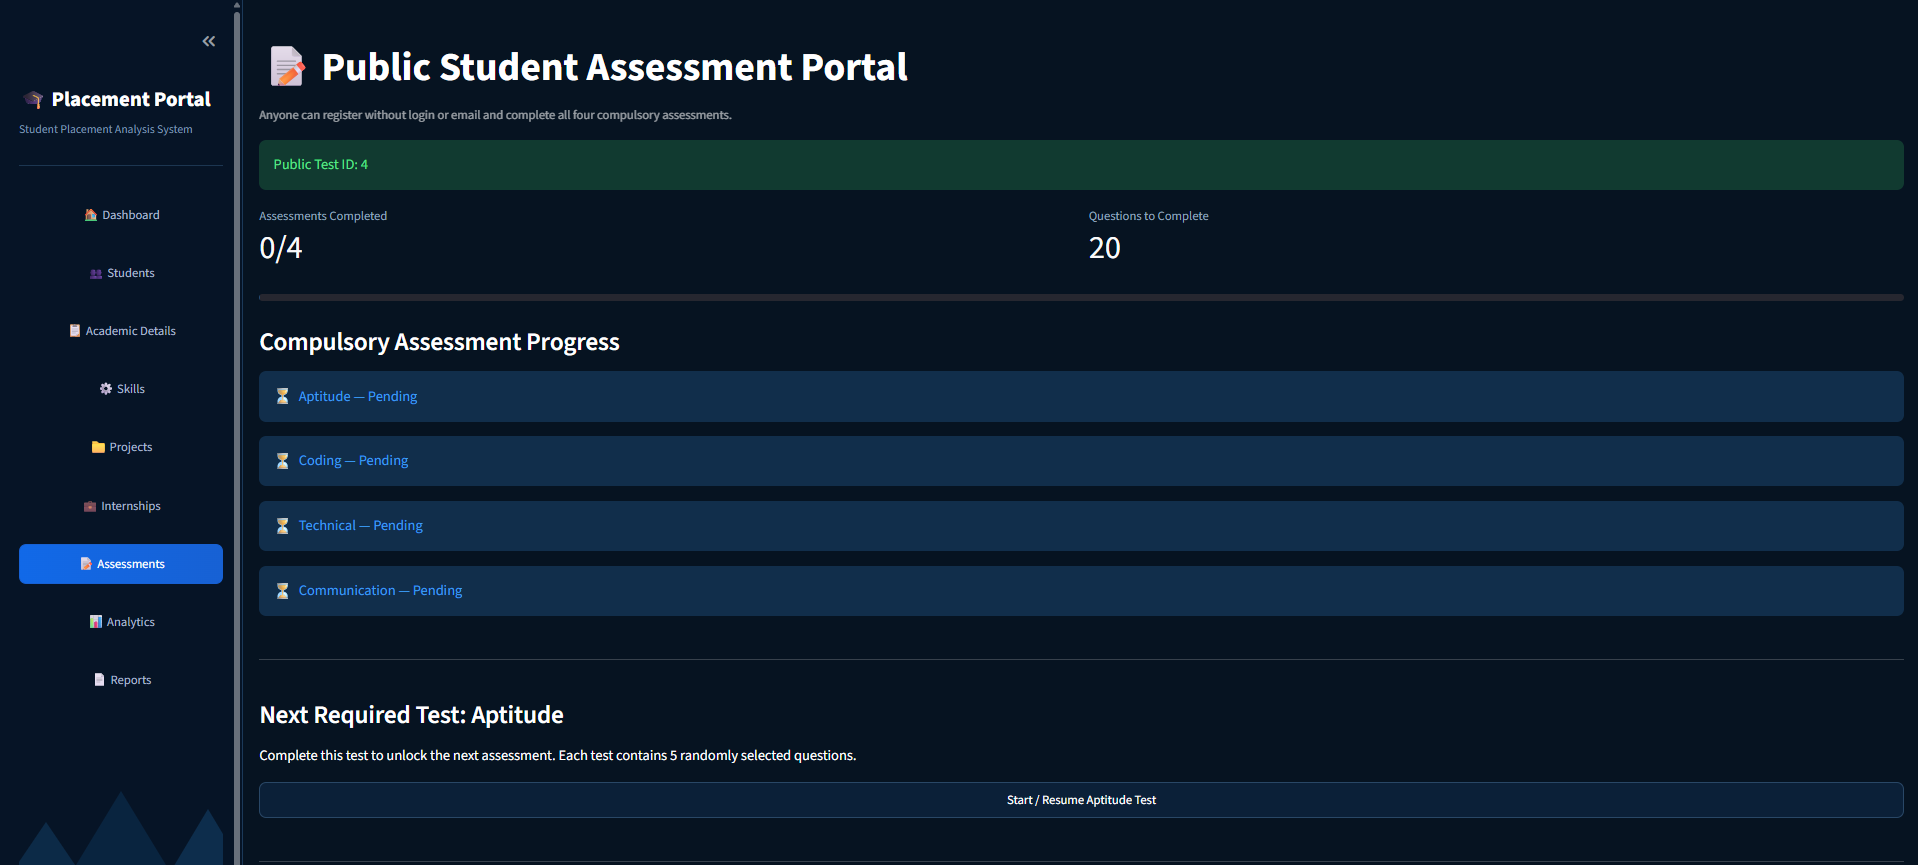 Placement Portal
Student Placement Analysis System
Dashboard
Students
Academic Details
Skills
Projects
Internships
Assessments
Analytics
Reports
Public Student Assessment Portal
Anyone can register without login or email and complete all four compulsory assessments.
Public Test ID: 4
Assessments Completed
0/4
Questions to Complete
20
Compulsory Assessment Progress
Aptitude — Pending
Coding — Pending
Technical — Pending
Communication — Pending
Next Required Test: Aptitude
Complete this test to unlock the next assessment. Each test contains 5 randomly selected questions.
Start / Resume Aptitude Test